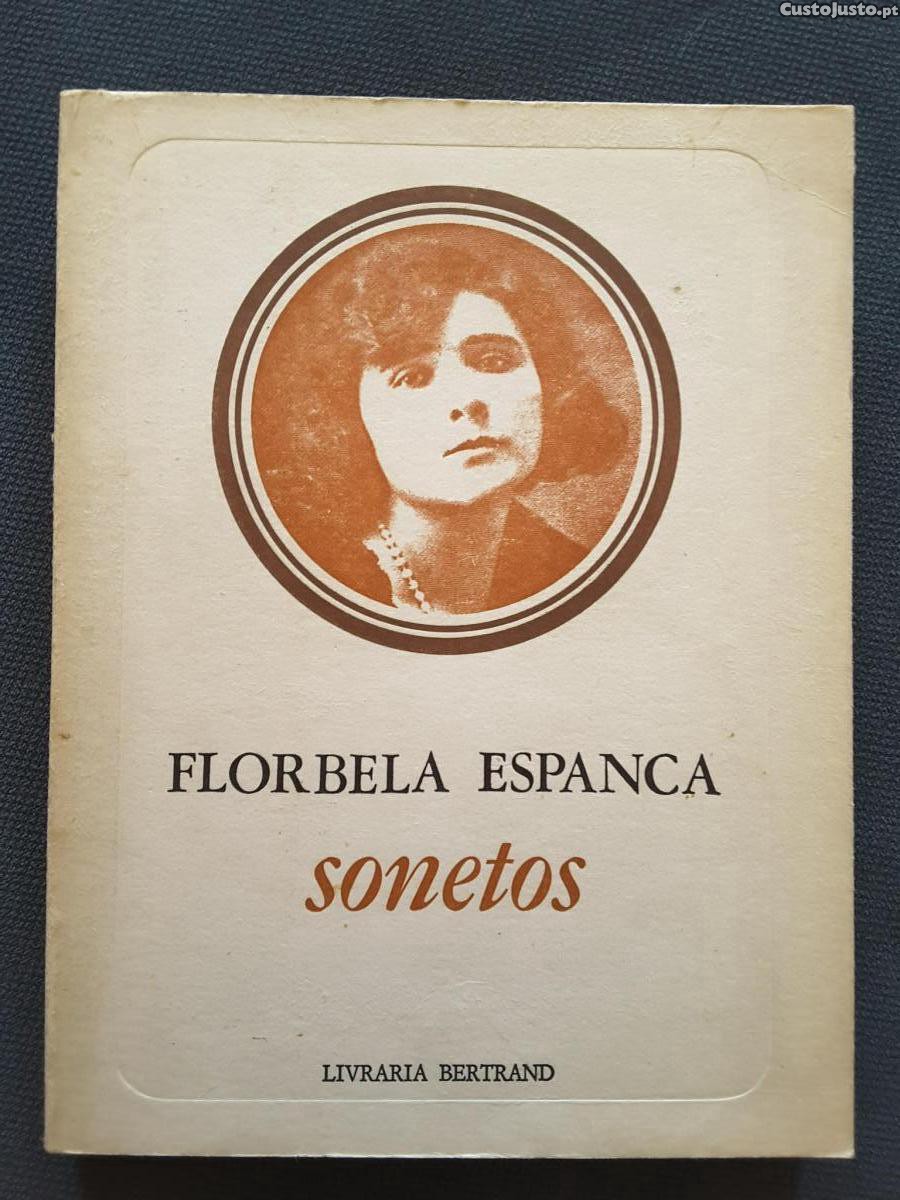 CustoJusto.pt
FLORBELA ESPANCA
sonetos
LIVRARIA BERTRAND